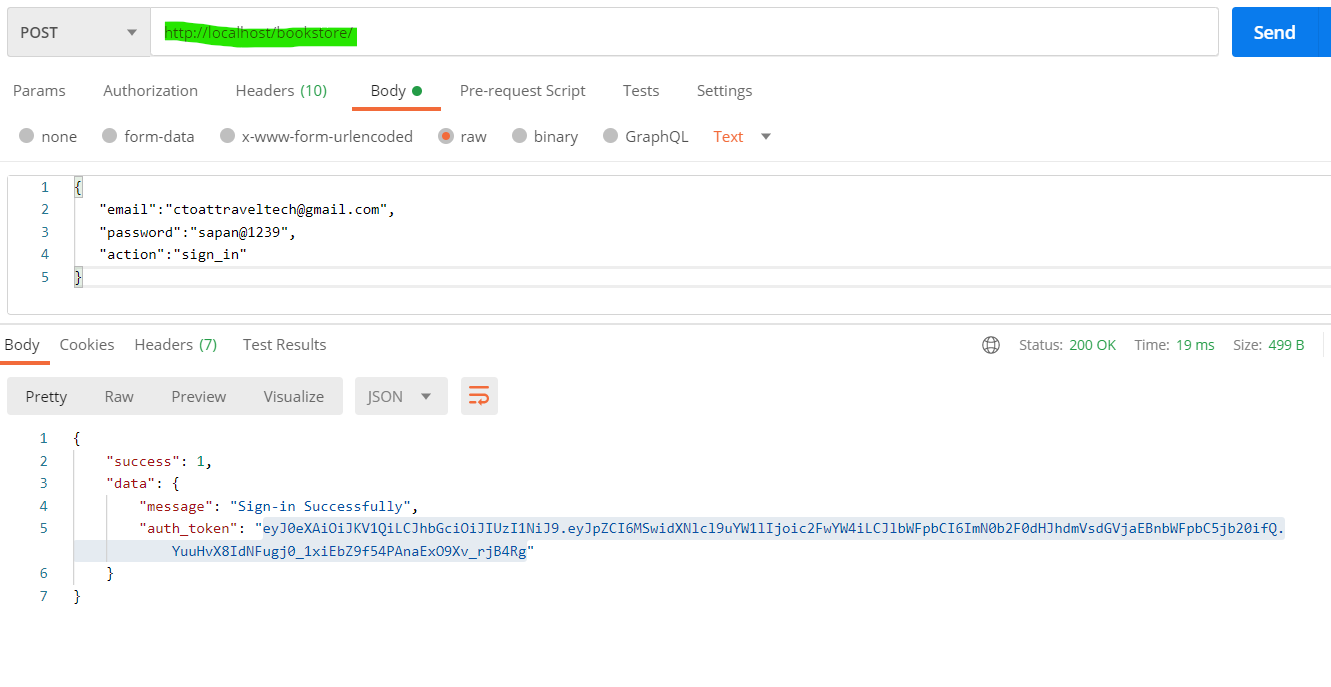 POST http://localhost/bookstore/ Send
Params Authorization Headers (10) Body Pre-request Script Tests Settings
none form-data x-www-form-urlencoded raw binary GraphQL Text
1 {
2 "email":"ctoattraveltech@gmail.com",
3 "password":"sapan@1239",
4 "action":"sign_in"
5 }
Body Cookies Headers (7) Test Results Status: 200 OK Time: 19 ms Size: 499 B
Pretty Raw Preview Visualize JSON
1 {
2 "success": 1,
3 "data": {
4 "message": "Sign-in Successfully",
5 "auth_token": "eyJ0eXAiOiJKV1QiLCJhbGciOiJIUzI1NiJ9.eyJpZCI6MSwidXNlcl9uYW1lIjoic2FwYW4iLCJlbWFpbCI6ImN0b2F0dHJhdmVsdGVjaEBnbWFpbC5jb20ifQ.
YuuHvX8IdNFugj0_1xiEbZ9f54PAnaExO9Xv_rjB4Rg"
6 }
7 }